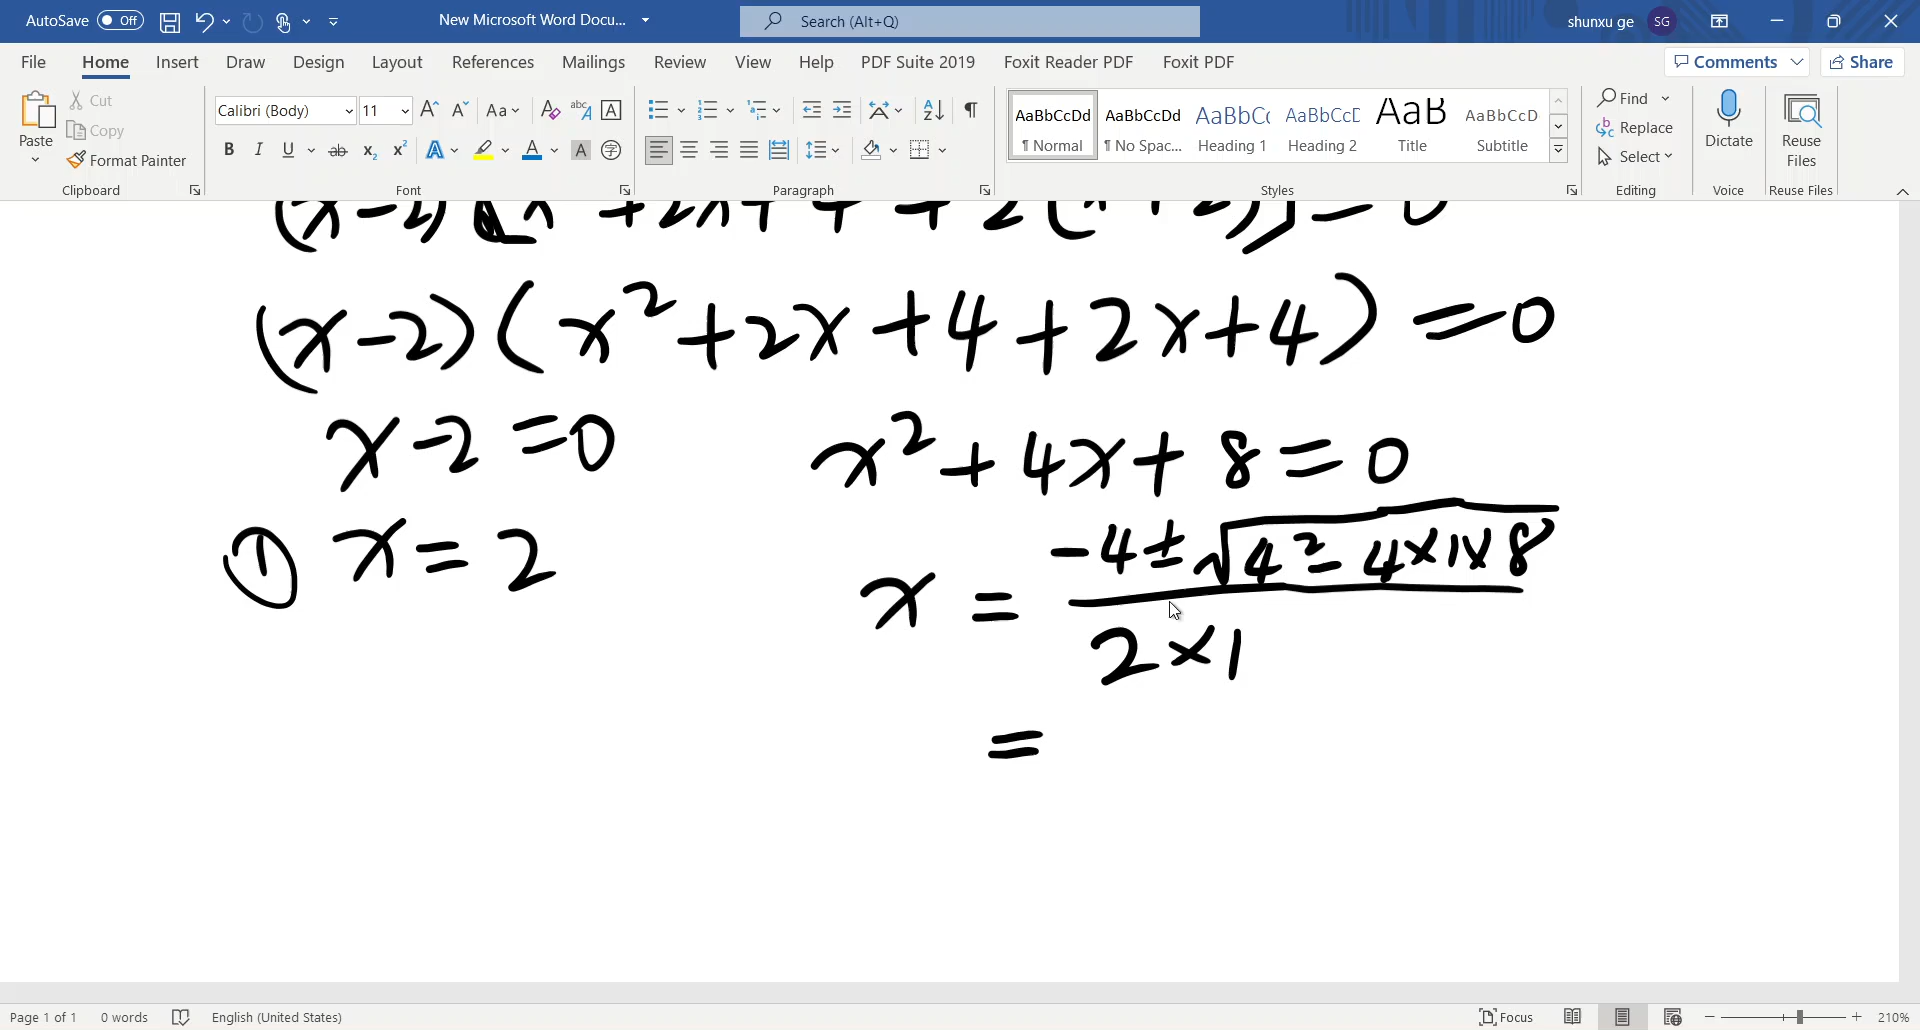 AutoSave Off New Microsoft Word Docu... Search (Alt+Q) shunxu ge SG
File Home Insert Draw Design Layout References Mailings Review View Help PDF Suite 2019 Foxit Reader PDF Foxit PDF Comments Share
Paste Cut Copy Format Painter
Calibri (Body) 11
AaBbCcDd AaBbCcDd AaBbCc AaBbCcD AaB AaBbCcD
¶ Normal ¶ No Spac... Heading 1 Heading 2 Title Subtitle
Find Replace Select
Dictate
Reuse Files
Clipboard Font Paragraph Styles Editing Voice Reuse Files
(x-2)(x²+2x+4+2x+4)=0
x-2=0 x²+4x+8=0
① x=2 x = (-4±√(4²-4×1×8))/(2×1)
=
Page 1 of 1 0 words English (United States) Focus 210%